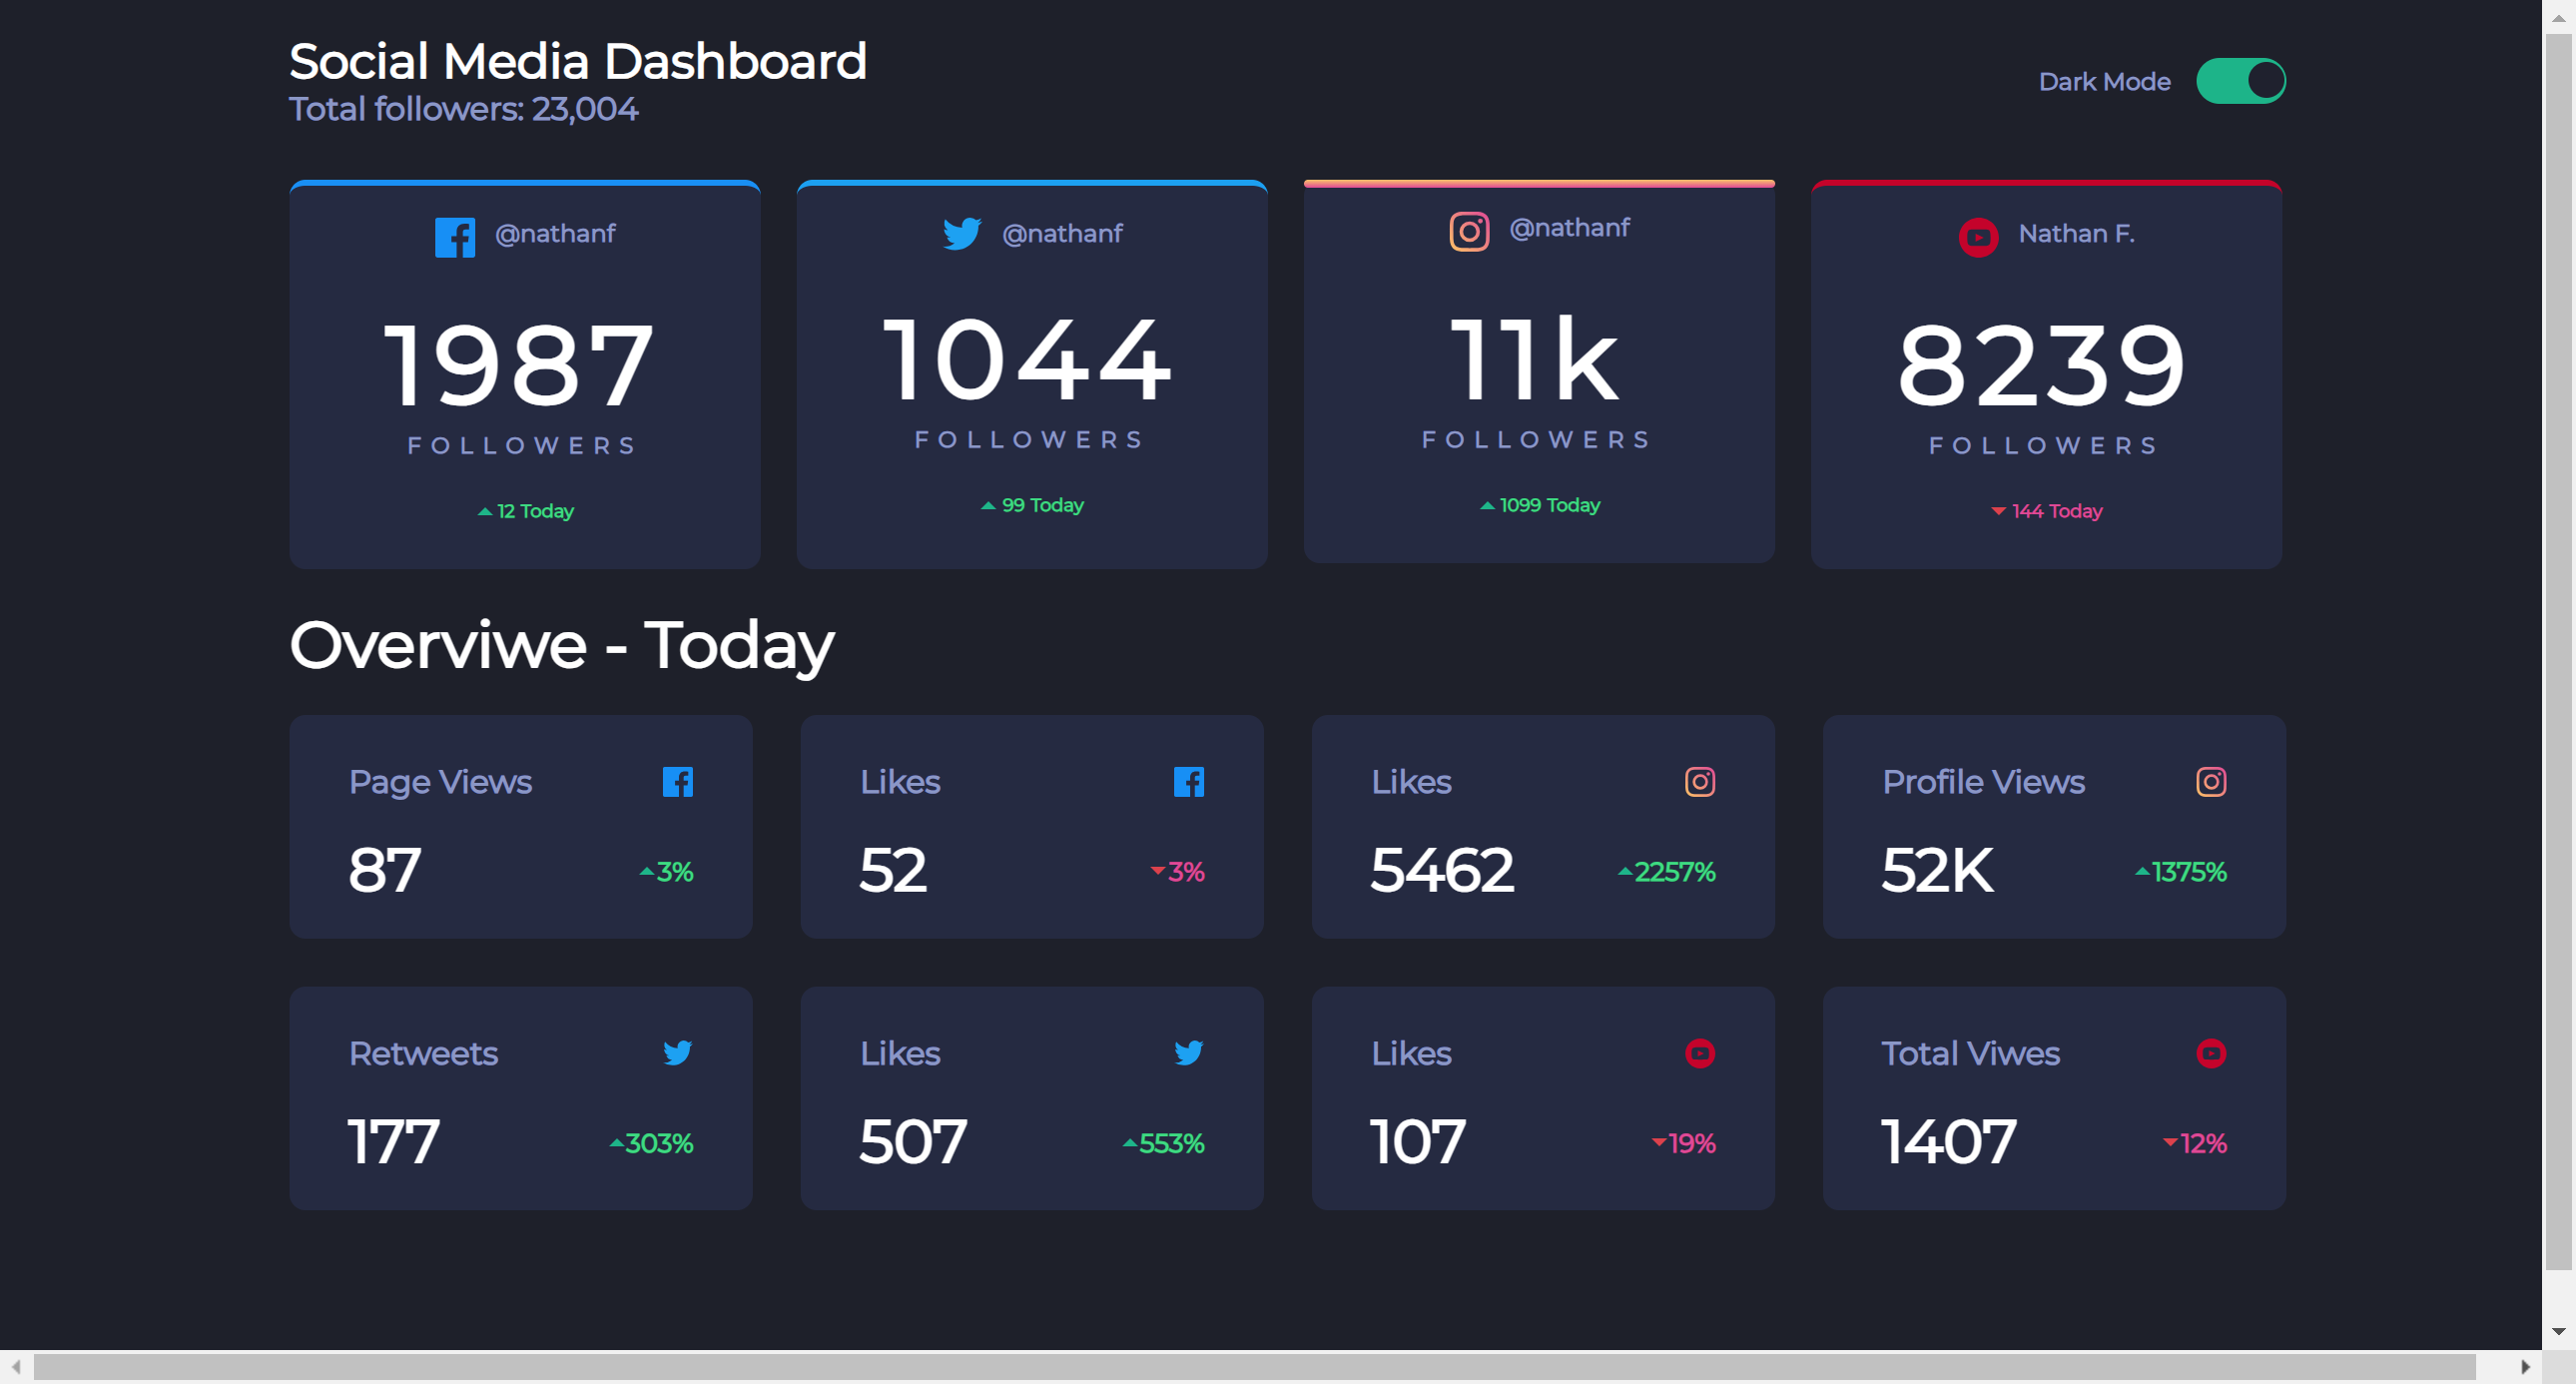 Social Media Dashboard
Total followers: 23,004
Dark Mode
@nathanf
1987
FOLLOWERS
12 Today
@nathanf
1044
FOLLOWERS
99 Today
@nathanf
11k
FOLLOWERS
1099 Today
Nathan F.
8239
FOLLOWERS
144 Today
Overviwe - Today
Page Views
87
3%
Likes
52
3%
Likes
5462
2257%
Profile Views
52K
1375%
Retweets
177
303%
Likes
507
553%
Likes
107
19%
Total Viwes
1407
12%